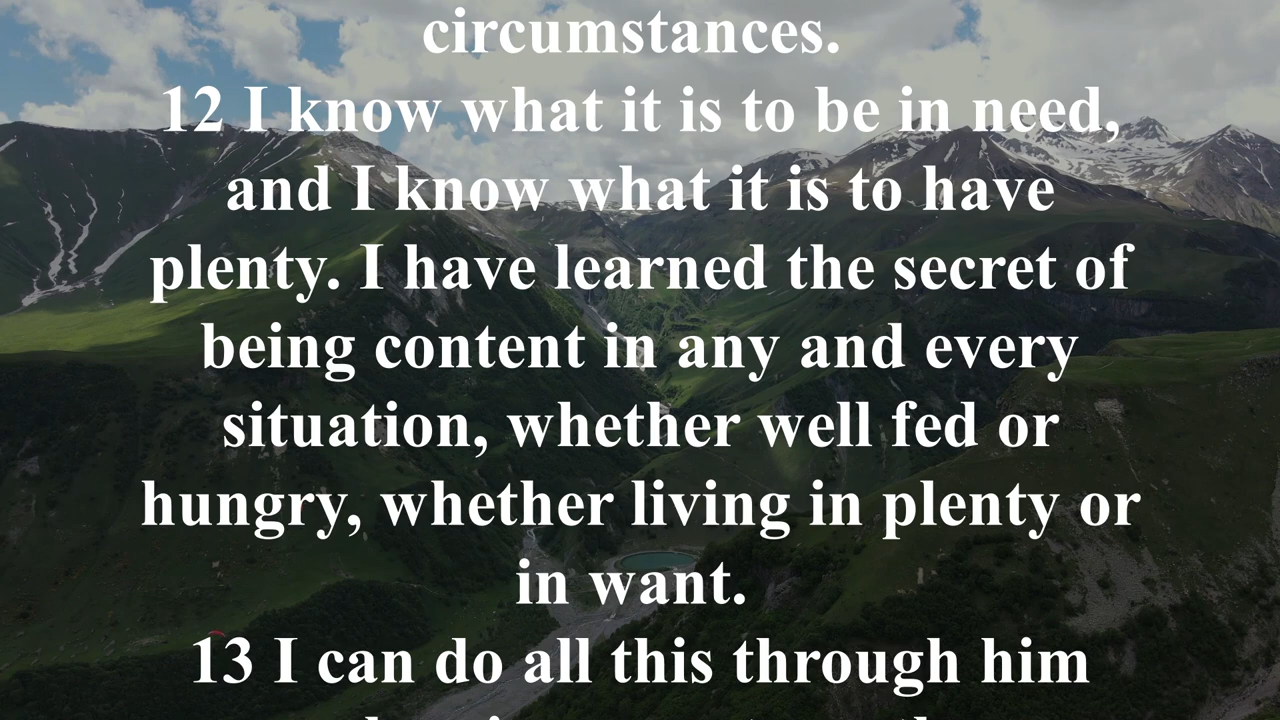 circumstances.
12 I know what it is to be in need,
and I know what it is to have
plenty. I have learned the secret of
being content in any and every
situation, whether well fed or
hungry, whether living in plenty or
in want.
13 I can do all this through him